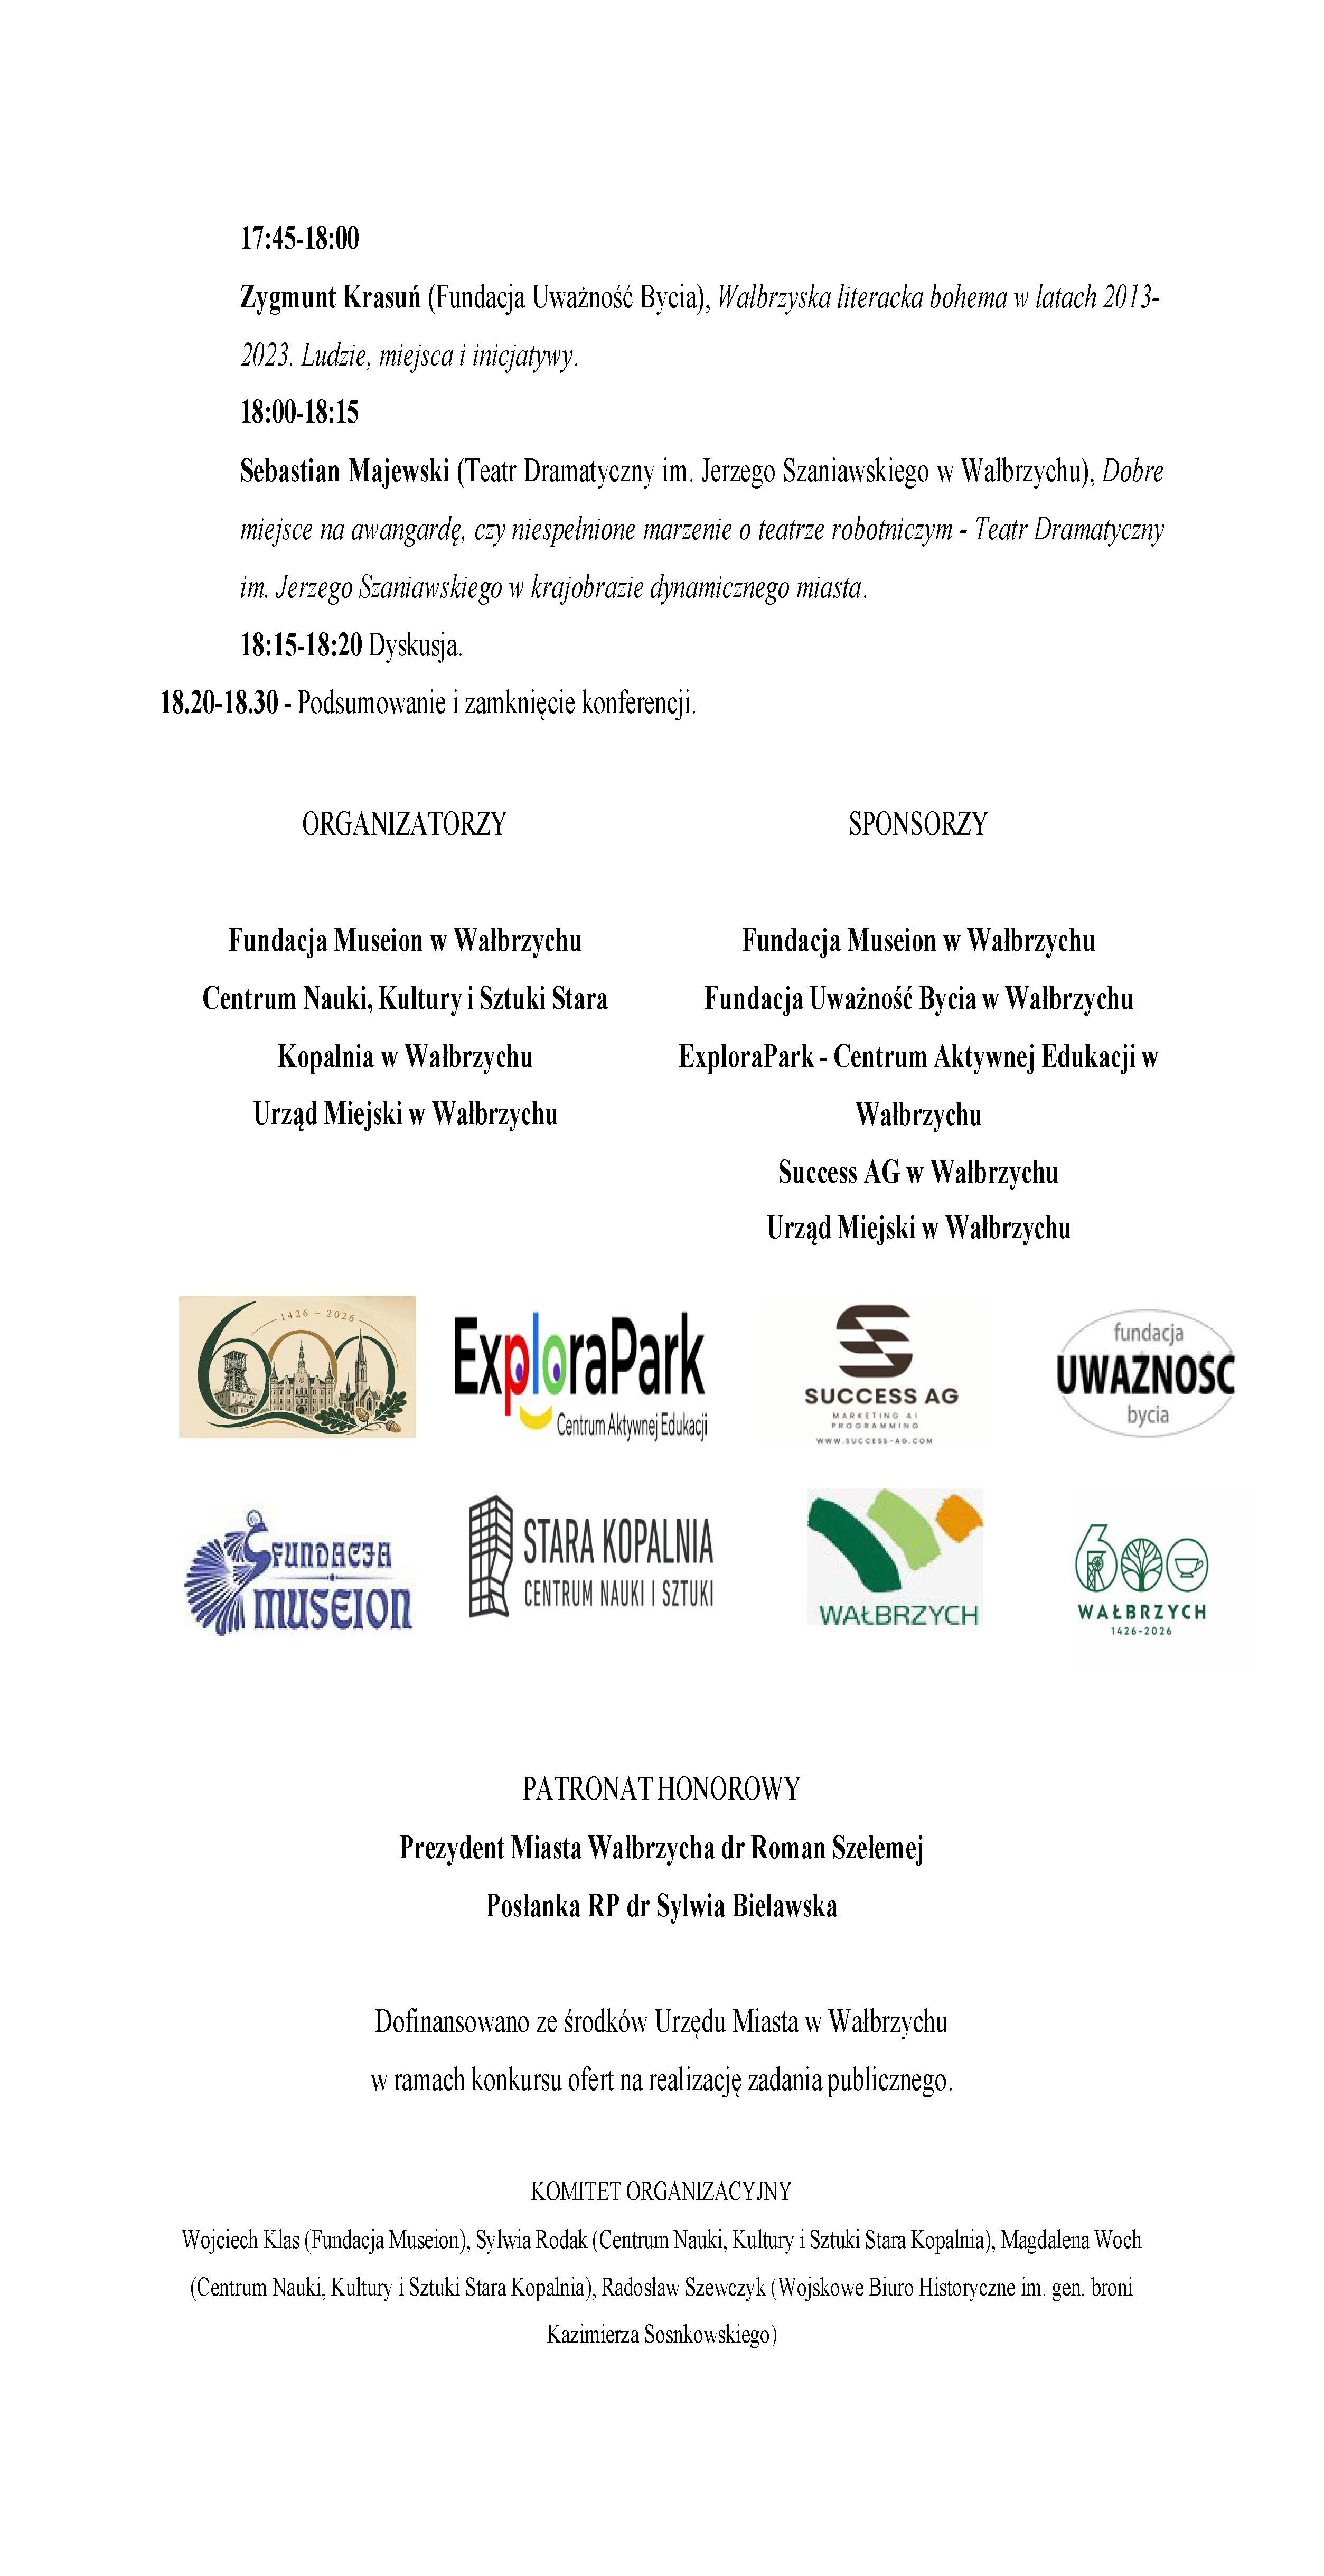 17:45-18:00
Zygmunt Krasuń (Fundacja Uważność Bycia), Wałbrzyska literacka bohema w latach 2013-
2023. Ludzie, miejsca i inicjatywy.
18:00-18:15
Sebastian Majewski (Teatr Dramatyczny im. Jerzego Szaniawskiego w Wałbrzychu), Dobre
miejsce na awangardę, czy niespełnione marzenie o teatrze robotniczym - Teatr Dramatyczny
im. Jerzego Szaniawskiego w krajobrazie dynamicznego miasta.
18:15-18:20 Dyskusja.
18.20-18.30 - Podsumowanie i zamknięcie konferencji.
ORGANIZATORZY
Fundacja Museion w Wałbrzychu
Centrum Nauki, Kultury i Sztuki Stara
Kopalnia w Wałbrzychu
Urząd Miejski w Wałbrzychu
SPONSORZY
Fundacja Museion w Wałbrzychu
Fundacja Uważność Bycia w Wałbrzychu
ExploraPark - Centrum Aktywnej Edukacji w
Wałbrzychu
Success AG w Wałbrzychu
Urząd Miejski w Wałbrzychu
1426 – 2026
600
ExploraPark
Centrum Aktywnej Edukacji
SUCCESS AG
MARKETING AI
PROGRAMMING
WWW.SUCCESS-AG.COM
fundacja
UWAŻNOŚĆ
bycia
FUNDACJA
MUSEION
STARA KOPALNIA
CENTRUM NAUKI I SZTUKI
WAŁBRZYCH
600
WAŁBRZYCH
1426-2026
PATRONAT HONOROWY
Prezydent Miasta Wałbrzycha dr Roman Szełemej
Posłanka RP dr Sylwia Bielawska
Dofinansowano ze środków Urzędu Miasta w Wałbrzychu
w ramach konkursu ofert na realizację zadania publicznego.
KOMITET ORGANIZACYJNY
Wojciech Klas (Fundacja Museion), Sylwia Rodak (Centrum Nauki, Kultury i Sztuki Stara Kopalnia), Magdalena Woch
(Centrum Nauki, Kultury i Sztuki Stara Kopalnia), Radosław Szewczyk (Wojskowe Biuro Historyczne im. gen. broni
Kazimierza Sosnkowskiego)